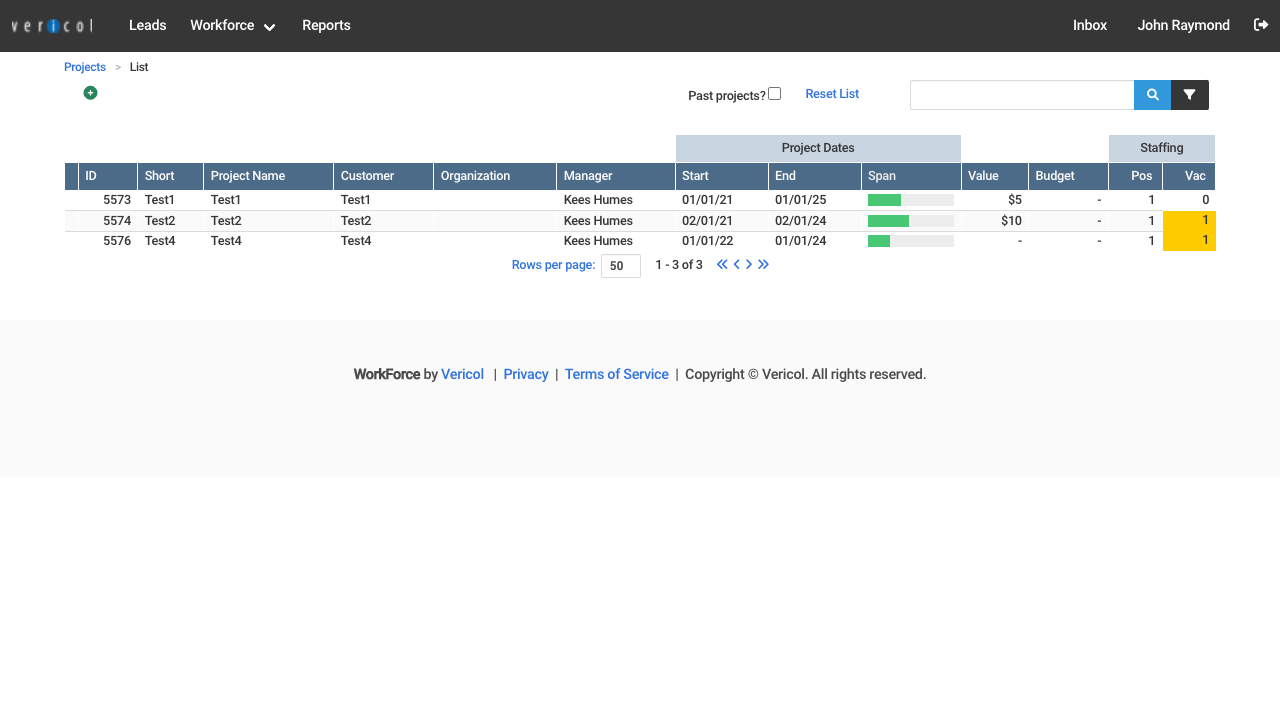 vericol Leads Workforce Reports Inbox John Raymond
Projects > List
Past projects? Reset List
Project Dates Staffing
ID Short Project Name Customer Organization Manager Start End Span Value Budget Pos Vac
5573 Test1 Test1 Test1 Kees Humes 01/01/21 01/01/25 $5 - 1 0
5574 Test2 Test2 Test2 Kees Humes 02/01/21 02/01/24 $10 - 1 1
5576 Test4 Test4 Test4 Kees Humes 01/01/22 01/01/24 - - 1 1
Rows per page: 50 1 - 3 of 3
WorkForce by Vericol | Privacy | Terms of Service | Copyright © Vericol. All rights reserved.